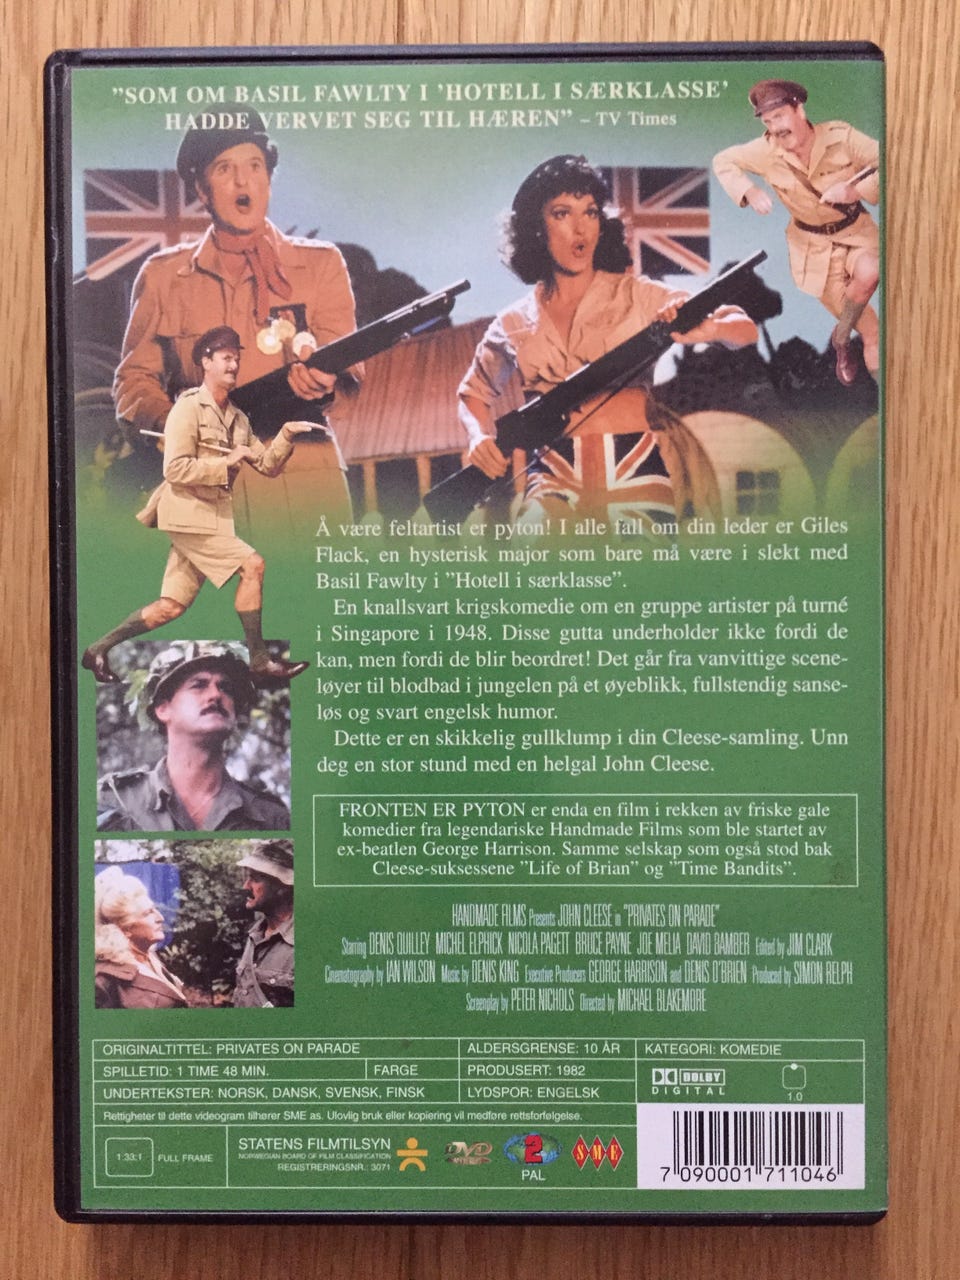 ”SOM OM BASIL FAWLTY I ’HOTELL I SÆRKLASSE’
HADDE VERVET SEG TIL HÆREN” – TV Times
Å være feltartist er pyton! I alle fall om din leder er Giles
Flack, en hysterisk major som bare må være i slekt med
Basil Fawlty i ”Hotell i særklasse”.
En knallsvart krigskomedie om en gruppe artister på turné
i Singapore i 1948. Disse gutta underholder ikke fordi de
kan, men fordi de blir beordret! Det går fra vanvittige scene-
løyer til blodbad i jungelen på et øyeblikk, fullstendig sanse-
løs og svart engelsk humor.
Dette er en skikkelig gullklump i din Cleese-samling. Unn
deg en stor stund med en helgal John Cleese.
FRONTEN ER PYTON er enda en film i rekken av friske gale
komedier fra legendariske Handmade Films som ble startet av
ex-beatlen George Harrison. Samme selskap som også stod bak
Cleese-suksessene ”Life of Brian” og ”Time Bandits”.
HANDMADE FILMS Presents JOHN CLEESE in ”PRIVATES ON PARADE”
Starring DENIS QUILLEY MICHEL ELPHICK NICOLA PAGETT BRUCE PAYNE JOE MELIA DAVID BAMBER Edited by JIM CLARK
Cinematography by IAN WILSON Music by DENIS KING Executive Producers GEORGE HARRISON and DENIS O'BRIEN Produced by SIMON RELPH
Screenplay by PETER NICHOLS Directed by MICHAEL BLAKEMORE
ORIGINALTITTEL: PRIVATES ON PARADE
ALDERSGRENSE: 10 ÅR
KATEGORI: KOMEDIE
SPILLETID: 1 TIME 48 MIN.
FARGE
PRODUSERT: 1982
UNDERTEKSTER: NORSK, DANSK, SVENSK, FINSK
LYDSPOR: ENGELSK
DOLBY
DIGITAL
1.0
Rettigheter til dette videogram tilhører SME as. Ulovlig bruk eller kopiering vil medføre rettsforfølgelse.
1:33:1
FULL FRAME
STATENS FILMTILSYN
NORWEGIAN BOARD OF FILM CLASSIFICATION
REGISTRERINGSNR.: 3071
DVD
VIDEO
2
PAL
SME
7 090001 711046